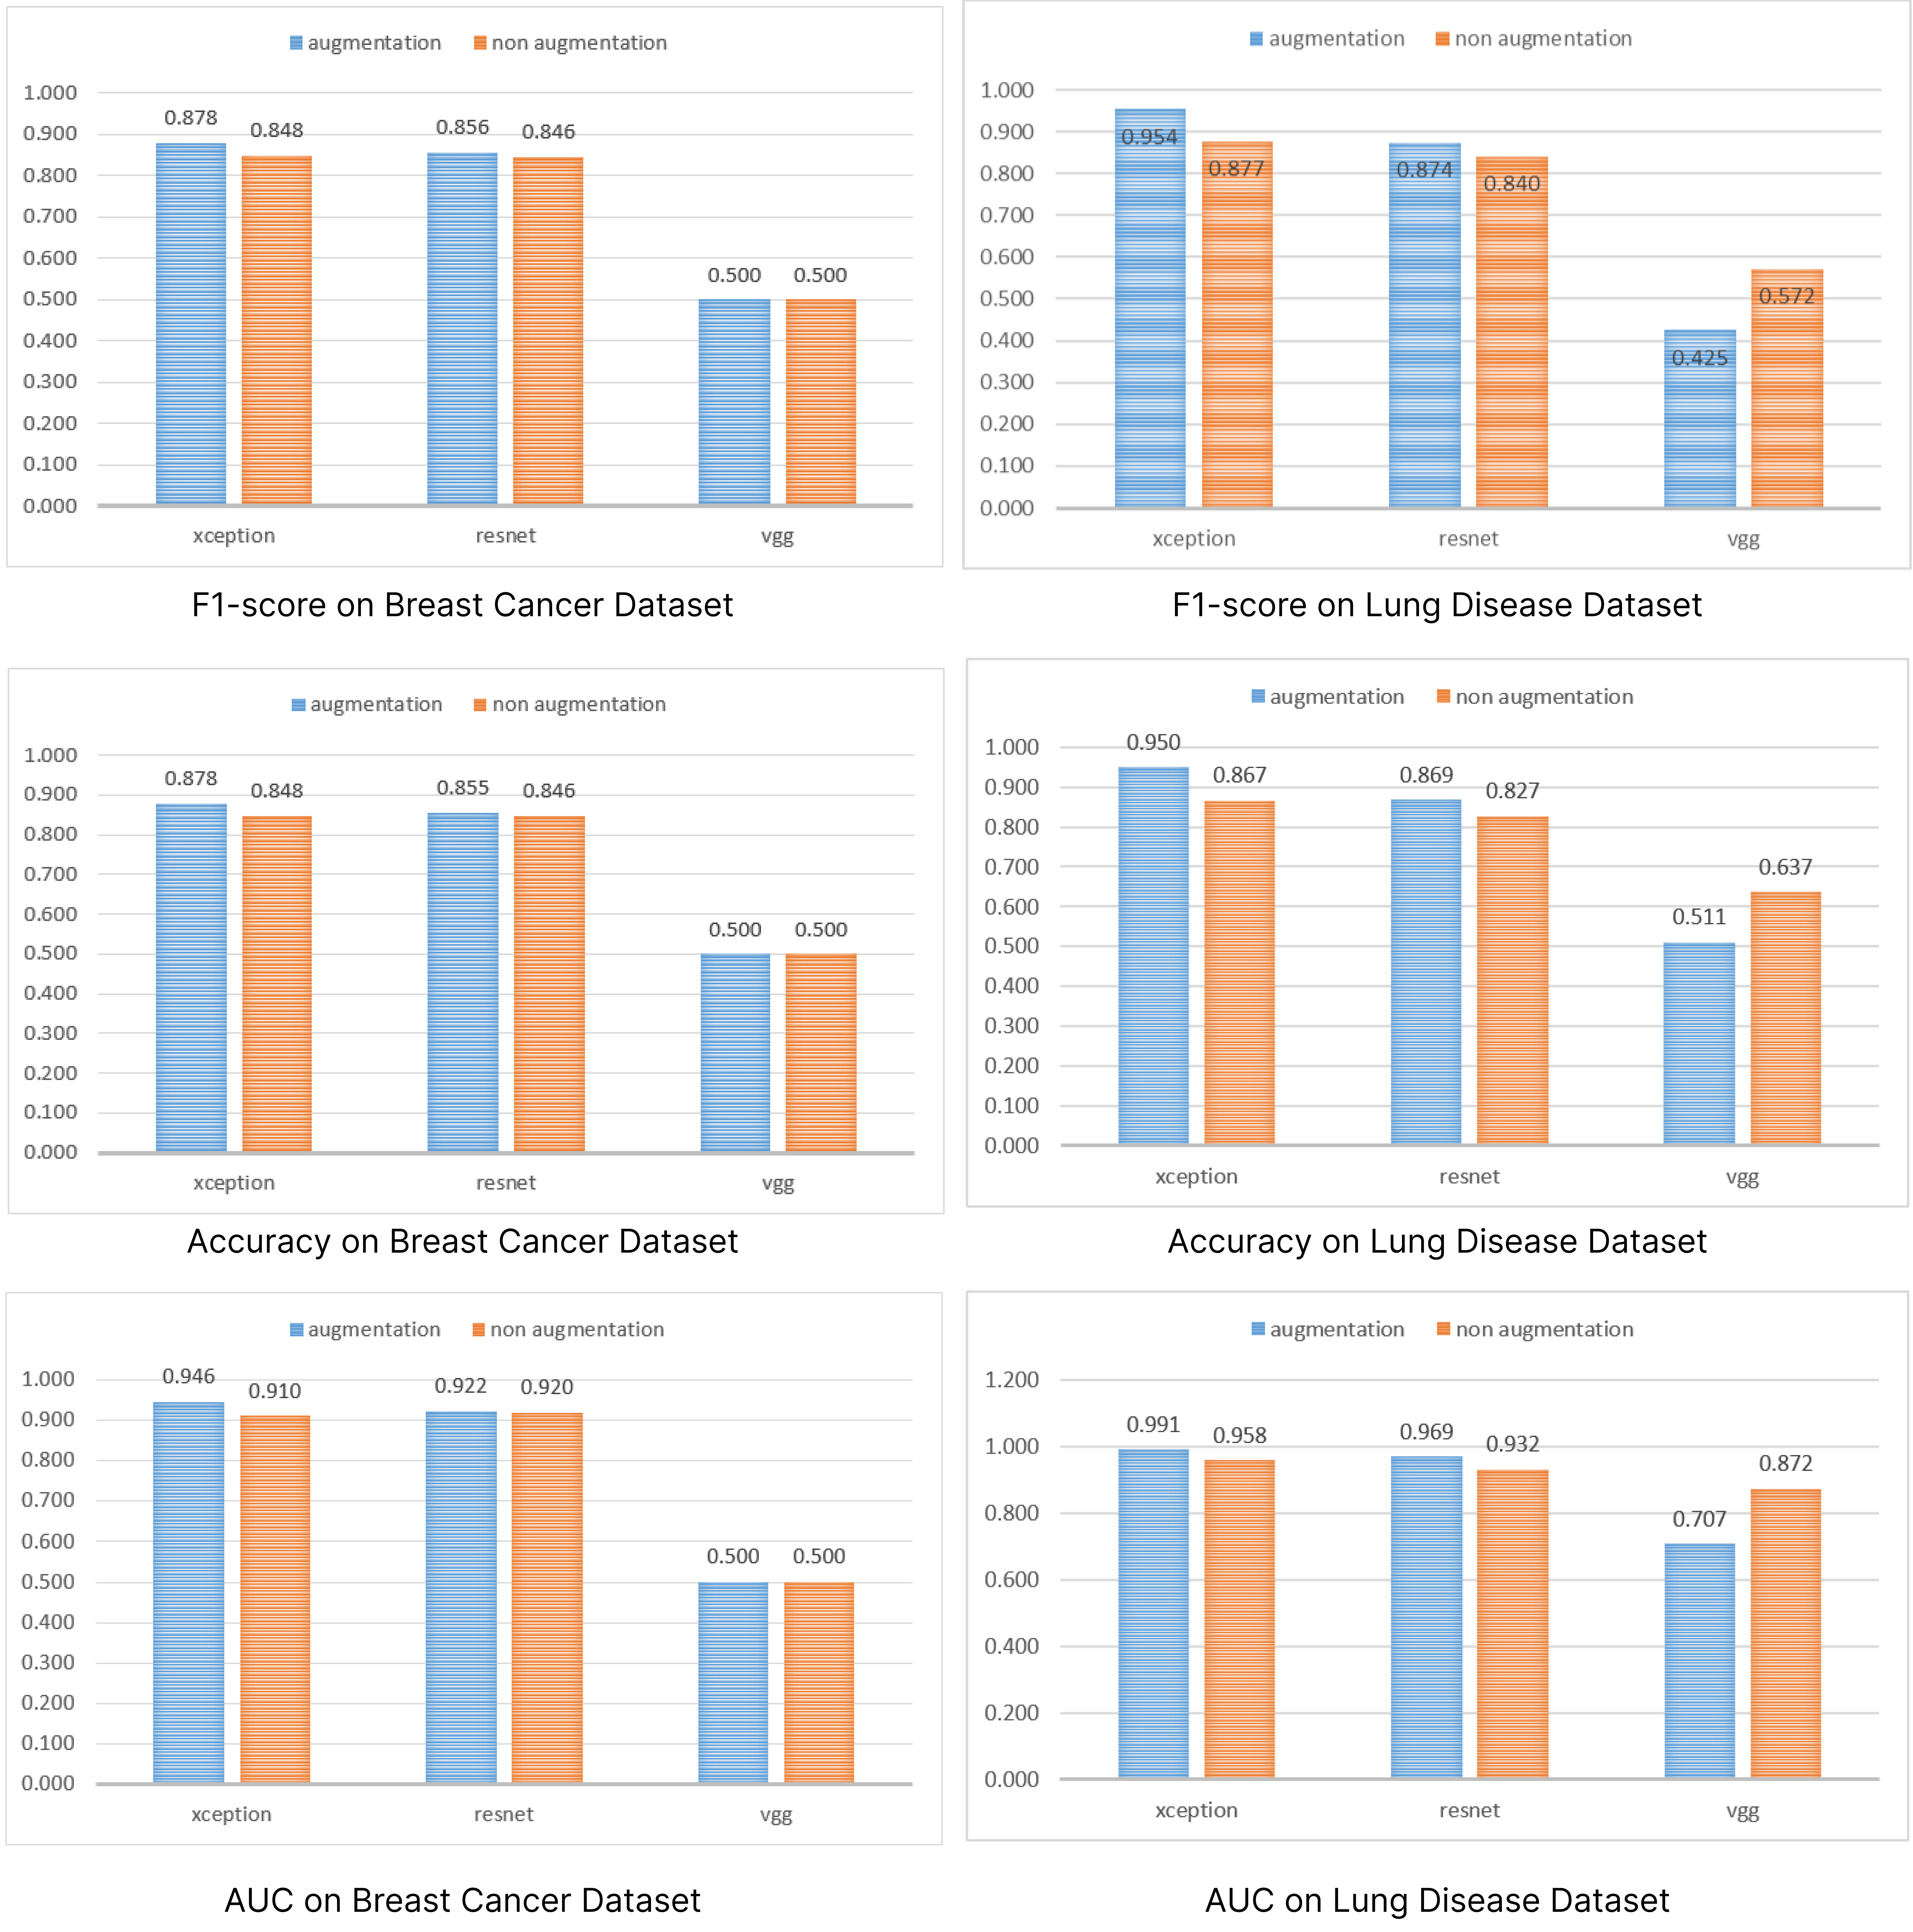 augmentation non augmentation
1.000
0.900
0.800
0.700
0.600
0.500
0.400
0.300
0.200
0.100
0.000
0.878 0.848 0.856 0.846 0.500 0.500
xception resnet vgg
F1-score on Breast Cancer Dataset
augmentation non augmentation
1.000
0.900
0.800
0.700
0.600
0.500
0.400
0.300
0.200
0.100
0.000
0.954 0.877 0.874 0.840 0.425 0.572
xception resnet vgg
F1-score on Lung Disease Dataset
augmentation non augmentation
1.000
0.900
0.800
0.700
0.600
0.500
0.400
0.300
0.200
0.100
0.000
0.878 0.848 0.855 0.846 0.500 0.500
xception resnet vgg
Accuracy on Breast Cancer Dataset
augmentation non augmentation
1.000
0.900
0.800
0.700
0.600
0.500
0.400
0.300
0.200
0.100
0.000
0.950 0.867 0.869 0.827 0.511 0.637
xception resnet vgg
Accuracy on Lung Disease Dataset
augmentation non augmentation
1.000
0.900
0.800
0.700
0.600
0.500
0.400
0.300
0.200
0.100
0.000
0.946 0.910 0.922 0.920 0.500 0.500
xception resnet vgg
AUC on Breast Cancer Dataset
augmentation non augmentation
1.200
1.000
0.800
0.600
0.400
0.200
0.000
0.991 0.958 0.969 0.932 0.707 0.872
xception resnet vgg
AUC on Lung Disease Dataset